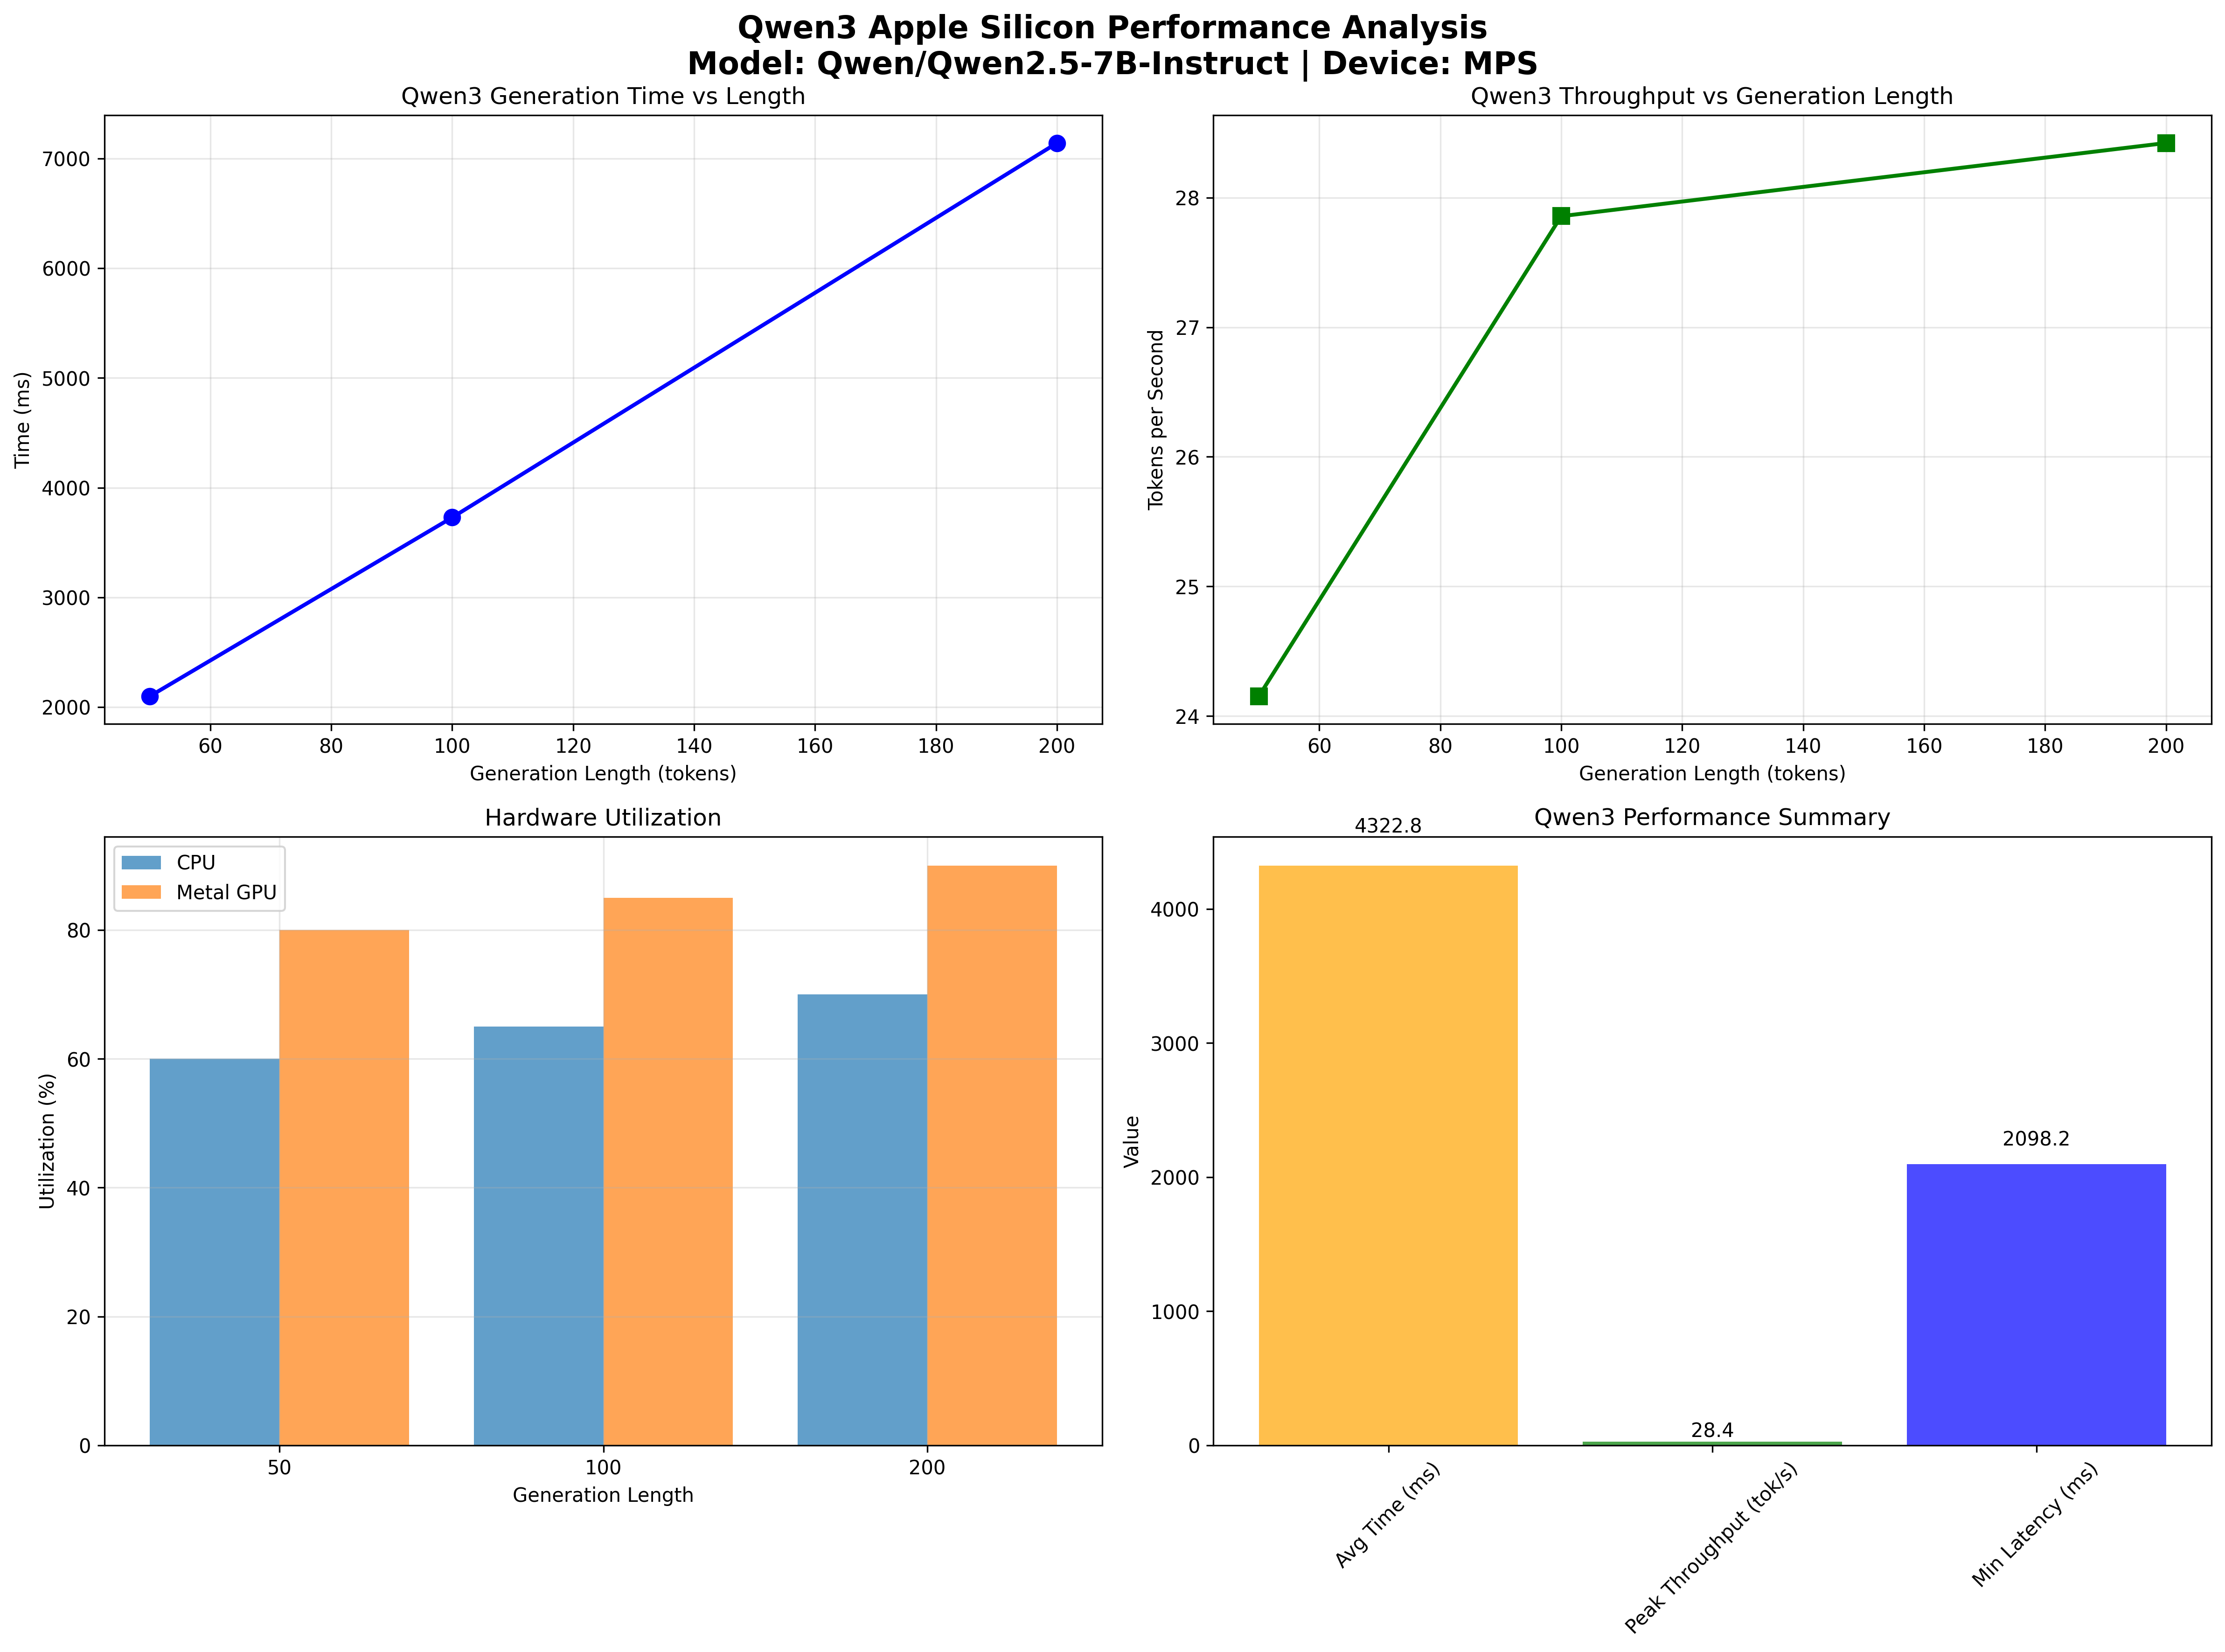 Qwen3 Apple Silicon Performance Analysis
Model: Qwen/Qwen2.5-7B-Instruct | Device: MPS
Qwen3 Generation Time vs Length
7000
6000
5000
4000
3000
2000
Time (ms)
60 80 100 120 140 160 180 200
Generation Length (tokens)
Qwen3 Throughput vs Generation Length
28
27
26
25
24
Tokens per Second
60 80 100 120 140 160 180 200
Generation Length (tokens)
Hardware Utilization
CPU
Metal GPU
80
60
40
20
0
Utilization (%)
50 100 200
Generation Length
Qwen3 Performance Summary
4322.8
28.4
2098.2
4000
3000
2000
1000
0
Value
Avg Time (ms)
Peak Throughput (tok/s)
Min Latency (ms)